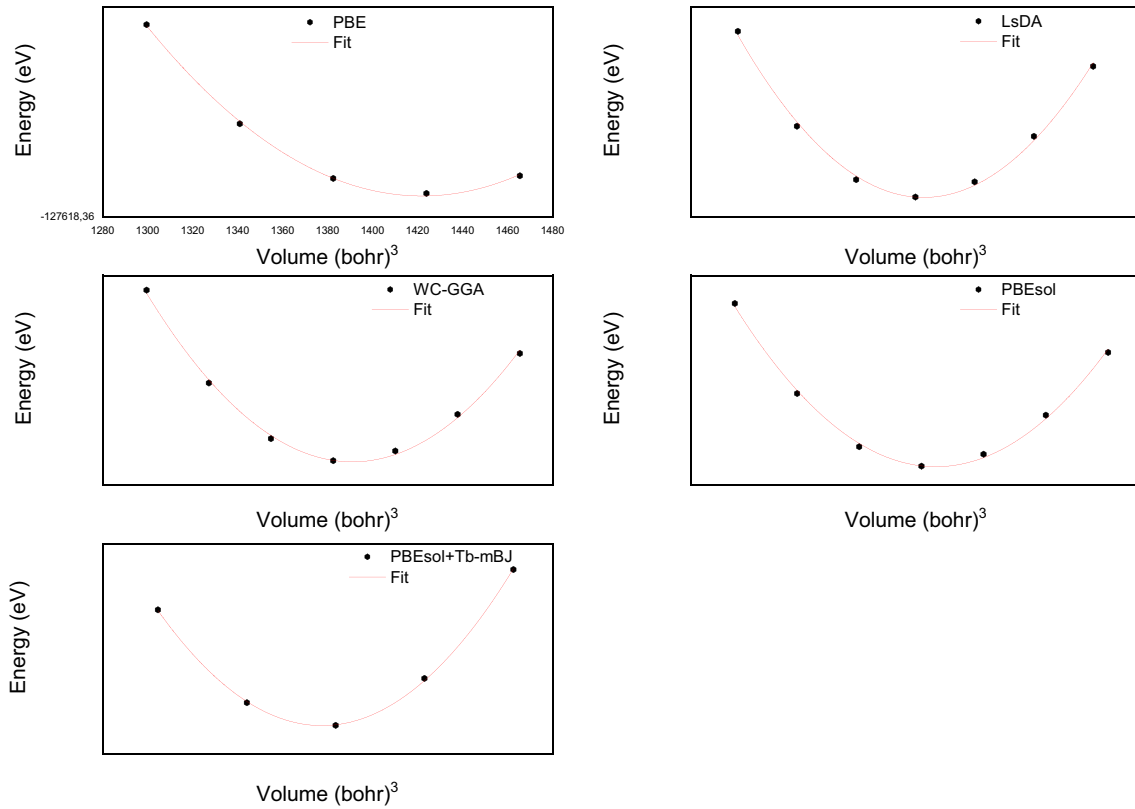 PBE
Fit
Energy (eV)
-127618,36
1280 1300 1320 1340 1360 1380 1400 1420 1440 1460 1480
Volume (bohr)³
LsDA
Fit
Energy (eV)
Volume (bohr)³
WC-GGA
Fit
Energy (eV)
Volume (bohr)³
PBEsol
Fit
Energy (eV)
Volume (bohr)³
PBEsol+Tb-mBJ
Fit
Energy (eV)
Volume (bohr)³